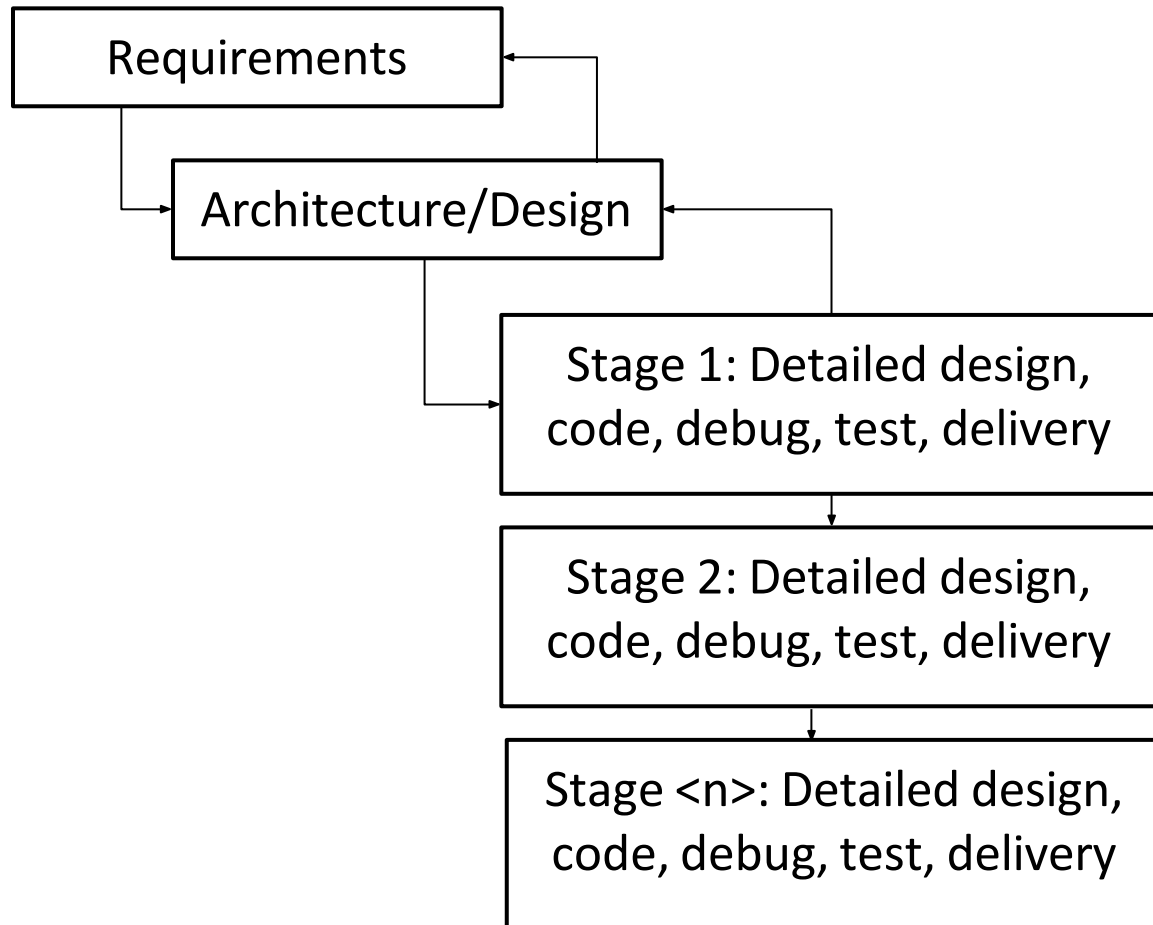 Requirements
Architecture/Design
Stage 1: Detailed design,
code, debug, test, delivery
Stage 2: Detailed design,
code, debug, test, delivery
Stage <n>: Detailed design,
code, debug, test, delivery